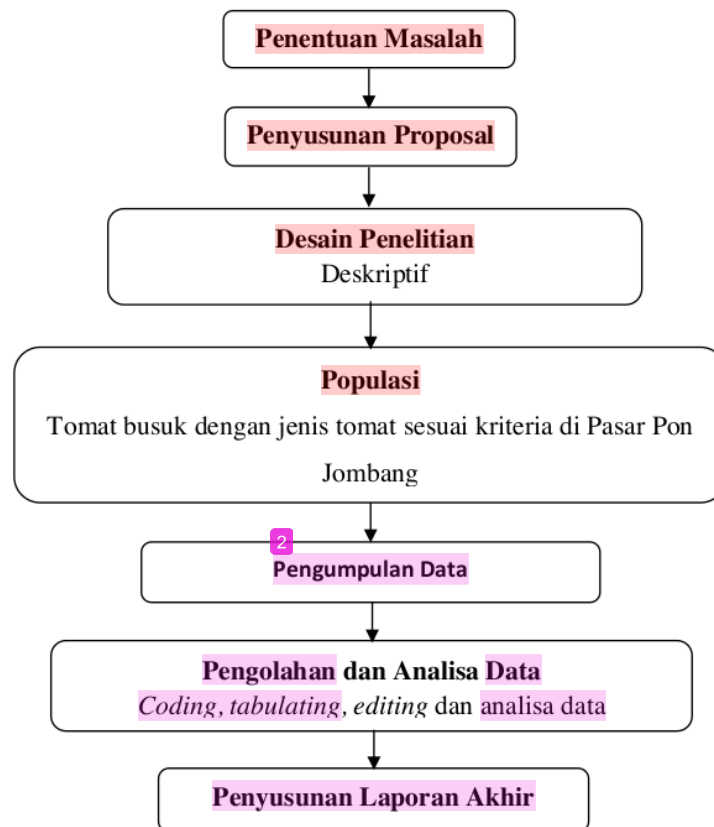 Penentuan Masalah
Penyusunan Proposal
Desain Penelitian
Deskriptif
Populasi
Tomat busuk dengan jenis tomat sesuai kriteria di Pasar Pon
Jombang
2
Pengumpulan Data
Pengolahan dan Analisa Data
Coding, tabulating, editing dan analisa data
Penyusunan Laporan Akhir